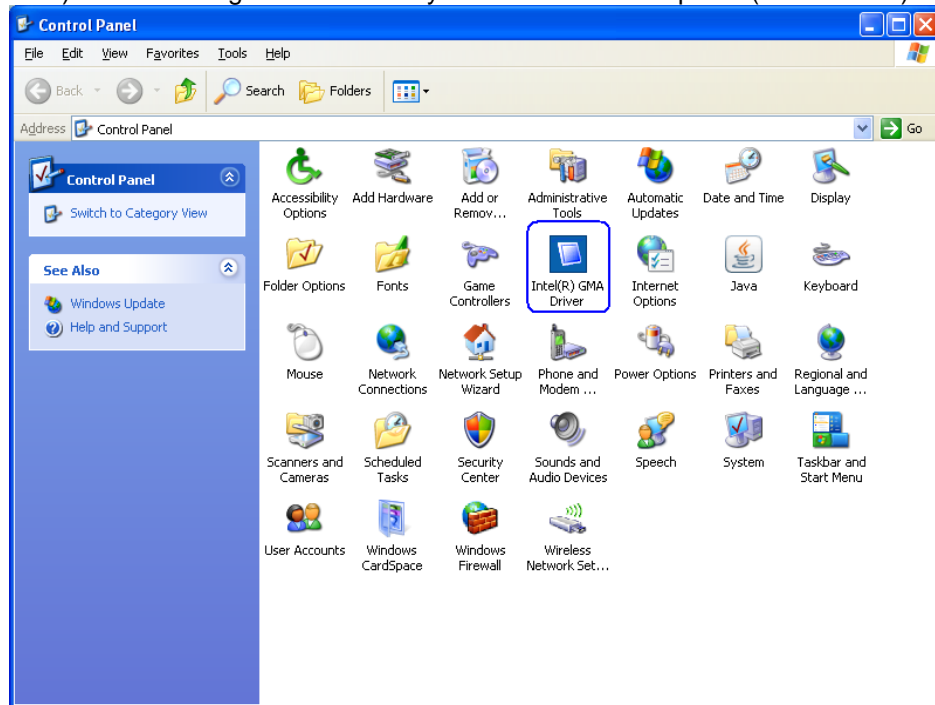 Control Panel
File Edit View Favorites Tools Help
Back Search Folders
Address Control Panel Go
Control Panel
Switch to Category View
See Also
Windows Update
Help and Support
Accessibility Options
Add Hardware
Add or Remov...
Administrative Tools
Automatic Updates
Date and Time
Display
Folder Options
Fonts
Game Controllers
Intel(R) GMA Driver
Internet Options
Java
Keyboard
Mouse
Network Connections
Network Setup Wizard
Phone and Modem ...
Power Options
Printers and Faxes
Regional and Language ...
Scanners and Cameras
Scheduled Tasks
Security Center
Sounds and Audio Devices
Speech
System
Taskbar and Start Menu
User Accounts
Windows CardSpace
Windows Firewall
Wireless Network Set...